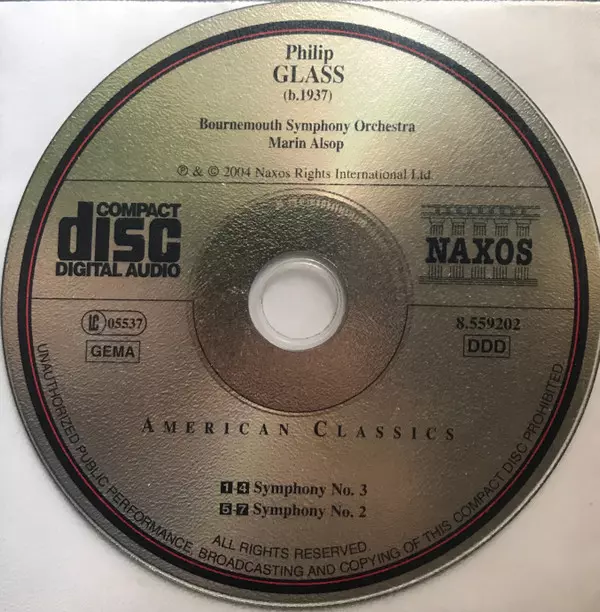 Philip
GLASS
(b.1937)
Bournemouth Symphony Orchestra
Marin Alsop
℗ & © 2004 Naxos Rights International Ltd
COMPACT
disc
DIGITAL AUDIO
NAXOS
LC 05537
8.559202
GEMA
DDD
AMERICAN CLASSICS
1-4 Symphony No. 3
5-7 Symphony No. 2
ALL RIGHTS RESERVED
UNAUTHORIZED PUBLIC PERFORMANCE, BROADCASTING AND COPYING OF THIS COMPACT DISC PROHIBITED